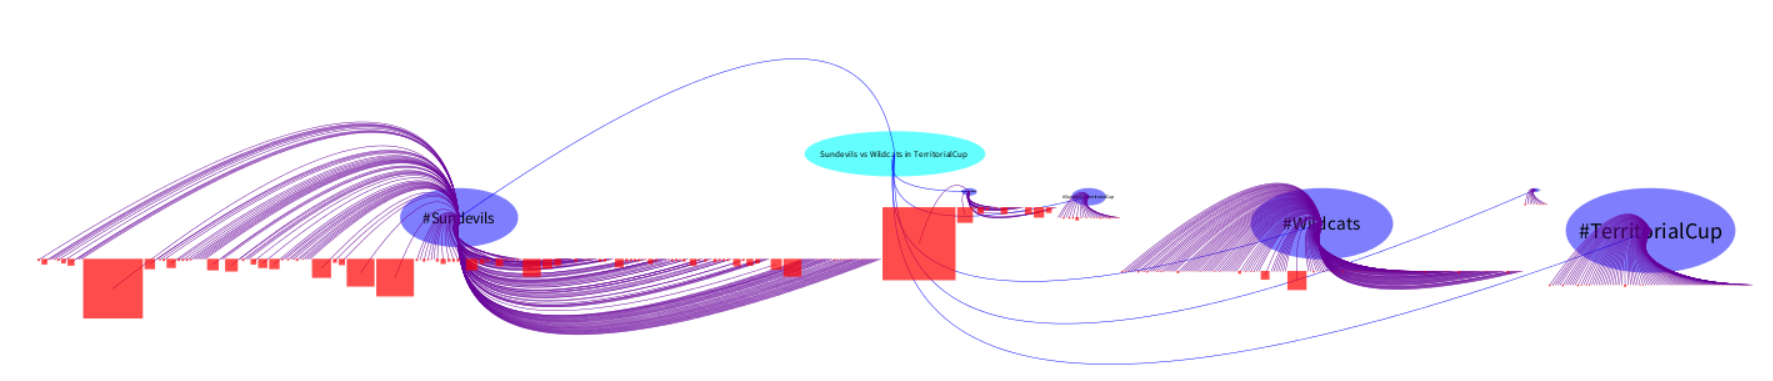 Sundevils vs Wildcats in TerritorialCup
#Sundevils
#Wildcats
#TerritorialCup